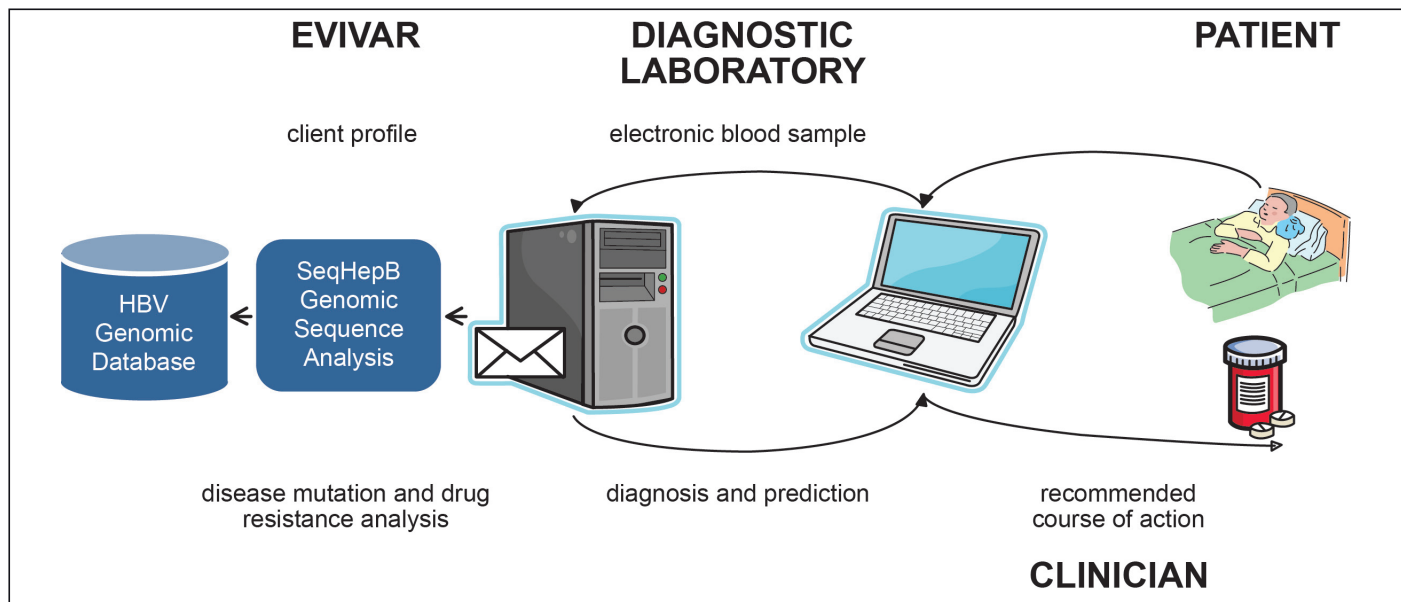 EVIVAR
DIAGNOSTIC
LABORATORY
PATIENT
client profile
electronic blood sample
HBV
Genomic
Database
SeqHepB
Genomic
Sequence
Analysis
disease mutation and drug
resistance analysis
diagnosis and prediction
recommended
course of action
CLINICIAN